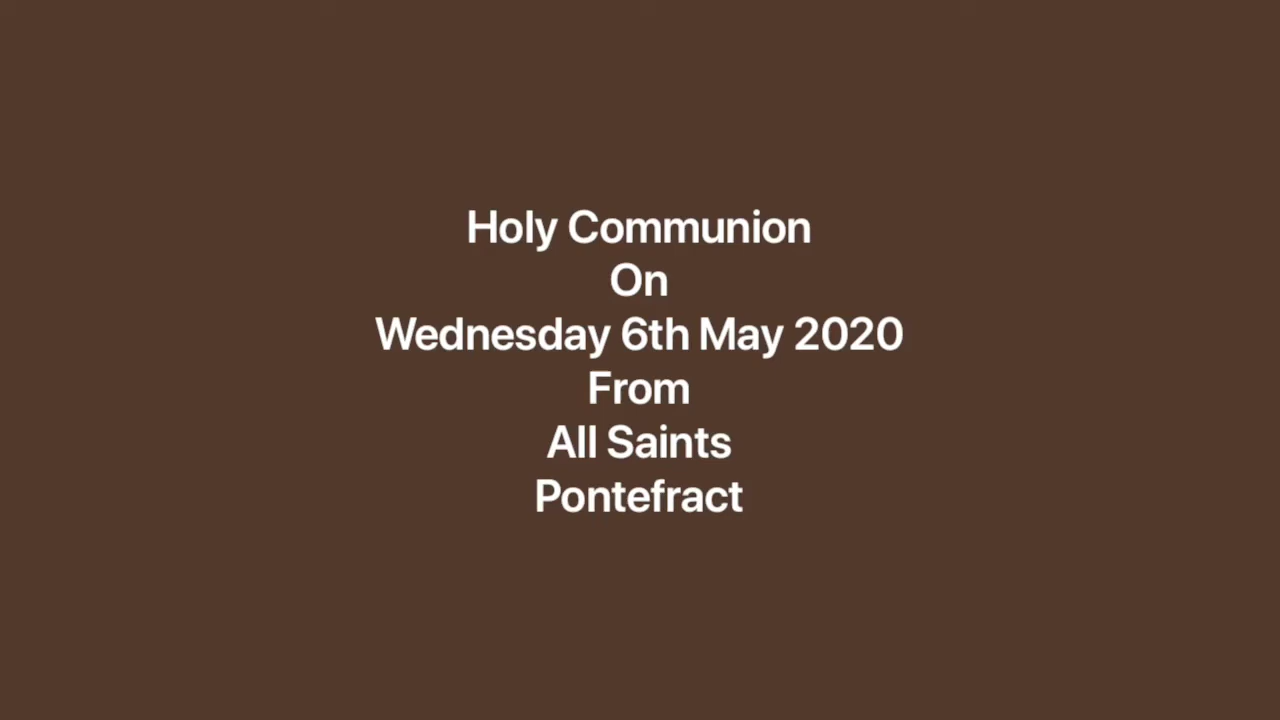 Holy Communion
On
Wednesday 6th May 2020
From
All Saints
Pontefract